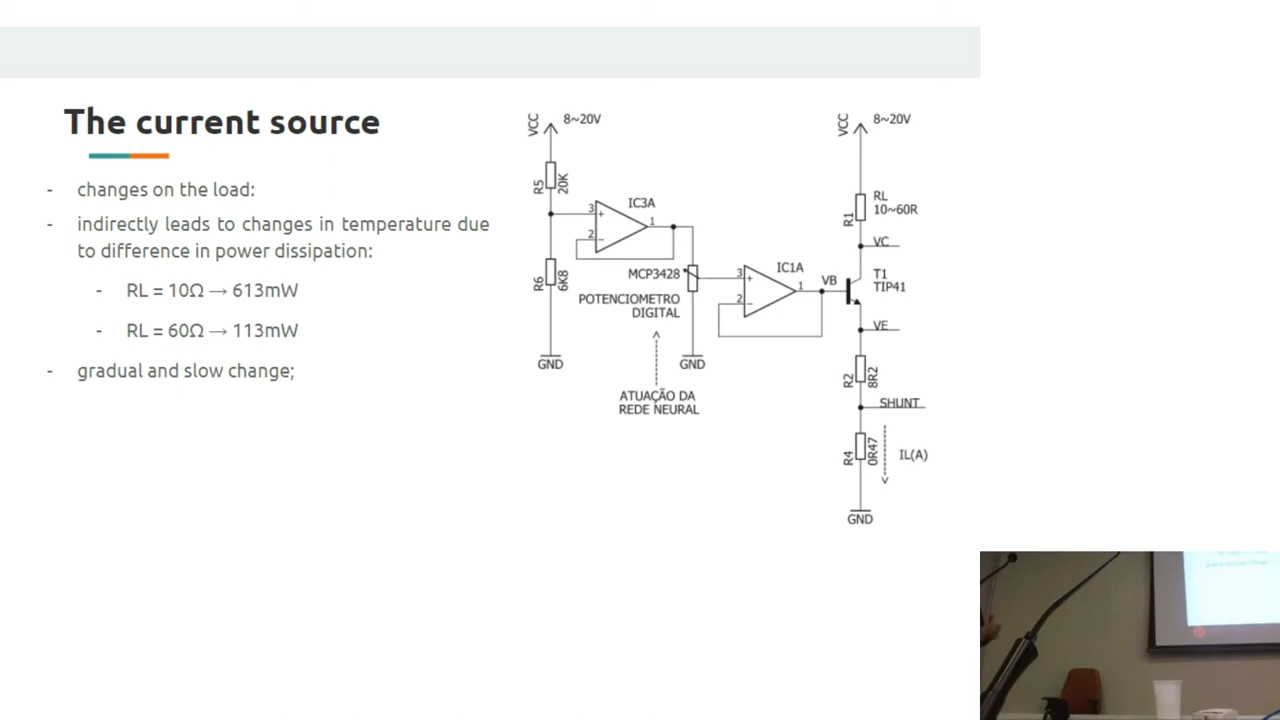 The current source
- changes on the load:
- indirectly leads to changes in temperature due
to difference in power dissipation:
- RL = 10Ω → 613mW
- RL = 60Ω → 113mW
- gradual and slow change;
VCC
8~20V
R5
20K
IC3A
3
+
1
2
-
R6
6K8
MCP3428
POTENCIOMETRO
DIGITAL
GND
GND
ATUAÇÃO DA
REDE NEURAL
IC1A
3
+
1
2
-
VB
VCC
8~20V
R1
RL
10~60R
VC
T1
TIP41
VE
R2
8R2
SHUNT
R4
0R47
IL(A)
GND